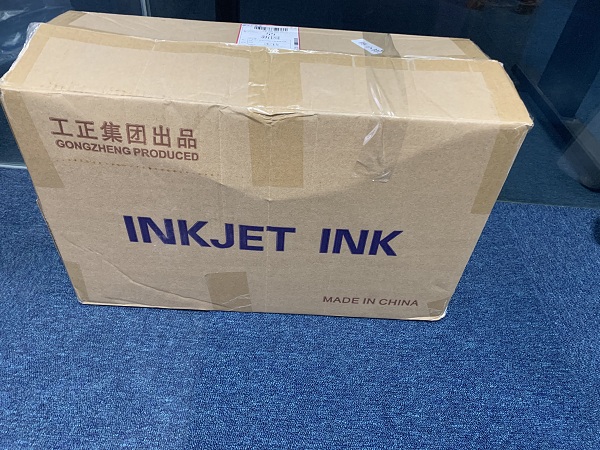 工正集团出品
GONGZHENG PRODUCED
INKJET INK
MADE IN CHINA